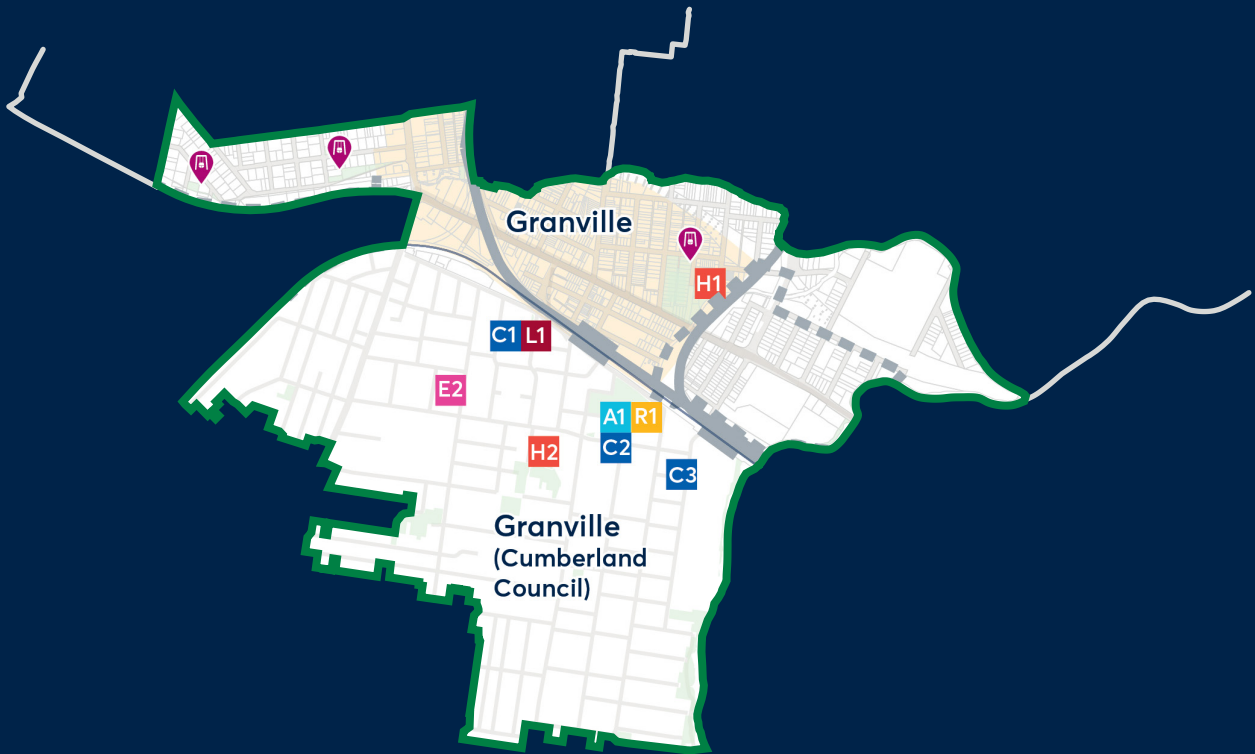 Granville
H1
C1 L1
E2
A1 R1
C2
H2
C3
Granville
(Cumberland
Council)